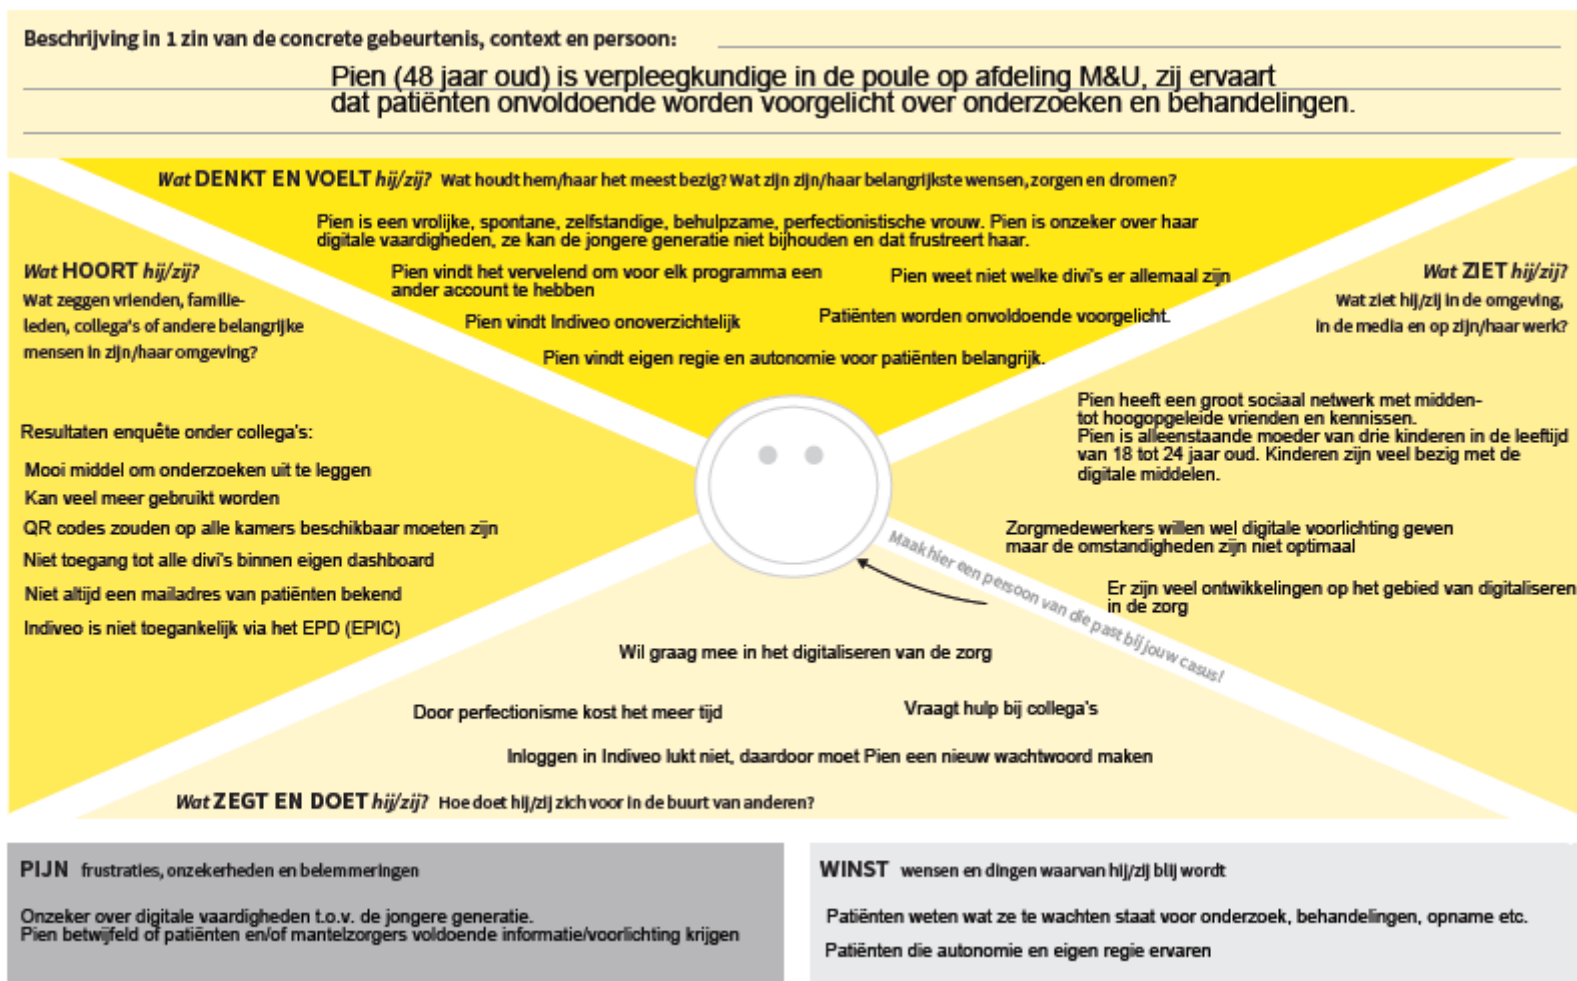 Beschrijving in 1 zin van de concrete gebeurtenis, context en persoon:
Pien (48 jaar oud) is verpleegkundige in de poule op afdeling M&U, zij ervaart
dat patiënten onvoldoende worden voorgelicht over onderzoeken en behandelingen.
Wat DENKT EN VOELT hij/zij? Wat houdt hem/haar het meest bezig? Wat zijn zijn/haar belangrijkste wensen, zorgen en dromen?
Pien is een vrolijke, spontane, zelfstandige, behulpzame, perfectionistische vrouw. Pien is onzeker over haar
digitale vaardigheden, ze kan de jongere generatie niet bijhouden en dat frustreert haar.
Pien vindt het vervelend om voor elk programma een
ander account te hebben
Pien weet niet welke divi's er allemaal zijn
Pien vindt Indiveo onoverzichtelijk
Patiënten worden onvoldoende voorgelicht.
Pien vindt eigen regie en autonomie voor patiënten belangrijk.
Wat HOORT hij/zij?
Wat zeggen vrienden, familie-
leden, collega's of andere belangrijke
mensen in zijn/haar omgeving?
Resultaten enquête onder collega's:
Mooi middel om onderzoeken uit te leggen
Kan veel meer gebruikt worden
QR codes zouden op alle kamers beschikbaar moeten zijn
Niet toegang tot alle divi's binnen eigen dashboard
Niet altijd een mailadres van patiënten bekend
Indiveo is niet toegankelijk via het EPD (EPIC)
Wat ZIET hij/zij?
Wat ziet hij/zij in de omgeving,
in de media en op zijn/haar werk?
Pien heeft een groot sociaal netwerk met midden-
tot hoogopgeleide vrienden en kennissen.
Pien is alleenstaande moeder van drie kinderen in de leeftijd
van 18 tot 24 jaar oud. Kinderen zijn veel bezig met de
digitale middelen.
Zorgmedewerkers willen wel digitale voorlichting geven
maar de omstandigheden zijn niet optimaal
Er zijn veel ontwikkelingen op het gebied van digitaliseren
in de zorg
Maak hier een persoon van die past bij jouw casus!
Wil graag mee in het digitaliseren van de zorg
Door perfectionisme kost het meer tijd
Vraagt hulp bij collega's
Inloggen in Indiveo lukt niet, daardoor moet Pien een nieuw wachtwoord maken
Wat ZEGT EN DOET hij/zij? Hoe doet hij/zij zich voor in de buurt van anderen?
PIJN frustraties, onzekerheden en belemmeringen
Onzeker over digitale vaardigheden t.o.v. de jongere generatie.
Pien betwijfeld of patiënten en/of mantelzorgers voldoende informatie/voorlichting krijgen
WINST wensen en dingen waarvan hij/zij blij wordt
Patiënten weten wat ze te wachten staat voor onderzoek, behandelingen, opname etc.
Patiënten die autonomie en eigen regie ervaren